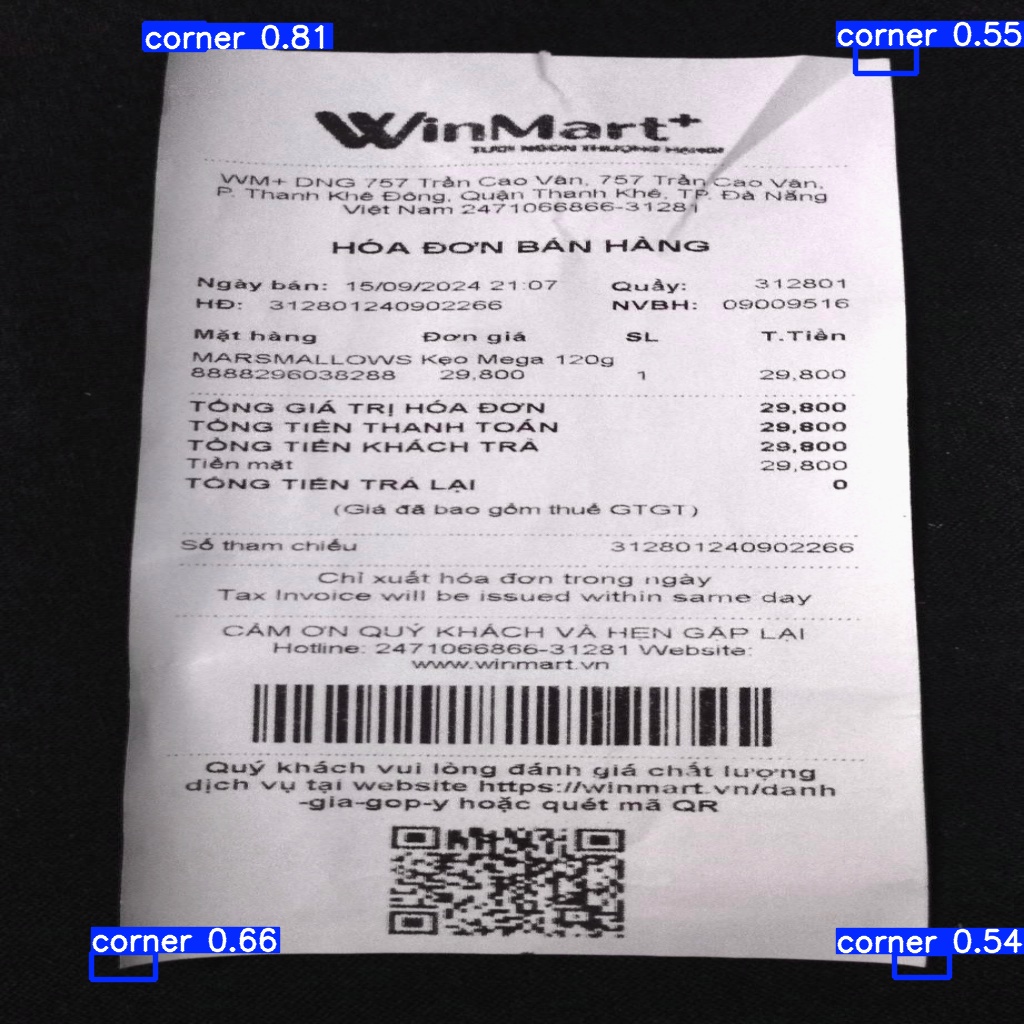 corner 0.81
corner 0.55
WinMart+
TƯƠI NGON THƯỢNG HẠNG
WM+ DNG 757 Trần Cao Vân, 757 Trần Cao Vân,
P. Thanh Khê Đông, Quận Thanh Khê, TP. Đà Nẵng
Việt Nam 2471066866-31281
HÓA ĐƠN BÁN HÀNG
Ngày bán: 15/09/2024 21:07 Quầy: 312801
HĐ: 312801240902266 NVBH: 09009516
Mặt hàng Đơn giá SL T.Tiền
MARSMALLOWS Kẹo Mega 120g
8888296038288 29,800 1 29,800
TỔNG GIÁ TRỊ HÓA ĐƠN 29,800
TỔNG TIỀN THANH TOÁN 29,800
TỔNG TIỀN KHÁCH TRẢ 29,800
Tiền mặt 29,800
TỔNG TIỀN TRẢ LẠI 0
(Giá đã bao gồm thuế GTGT)
Số tham chiếu 312801240902266
Chỉ xuất hóa đơn trong ngày
Tax Invoice will be issued within same day
CẢM ƠN QUÝ KHÁCH VÀ HẸN GẶP LẠI
Hotline: 2471066866-31281 Website:
www.winmart.vn
Quý khách vui lòng đánh giá chất lượng
dịch vụ tại website https://winmart.vn/danh
-gia-gop-y hoặc quét mã QR
corner 0.66
corner 0.54